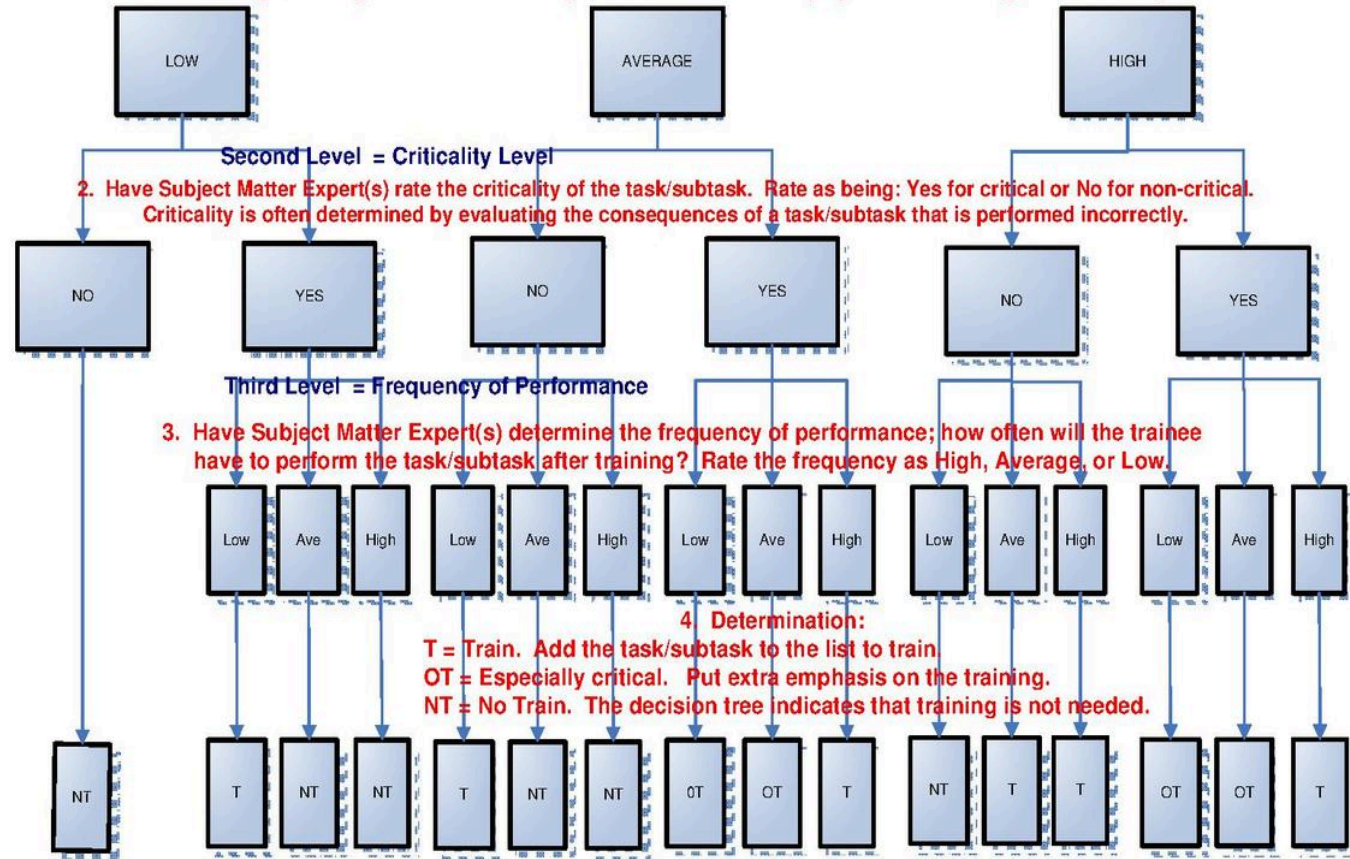 LOW AVERAGE HIGH
Second Level = Criticality Level
2. Have Subject Matter Expert(s) rate the criticality of the task/subtask. Rate as being: Yes for critical or No for non-critical.
Criticality is often determined by evaluating the consequences of a task/subtask that is performed incorrectly.
NO YES NO YES NO YES
Third Level = Frequency of Performance
3. Have Subject Matter Expert(s) determine the frequency of performance; how often will the trainee
have to perform the task/subtask after training? Rate the frequency as High, Average, or Low.
Low Ave High Low Ave High Low Ave High Low Ave High Low Ave High
4. Determination:
T = Train. Add the task/subtask to the list to train.
OT = Especially critical. Put extra emphasis on the training.
NT = No Train. The decision tree indicates that training is not needed.
NT T NT NT T NT NT 0T OT T NT T T OT OT T